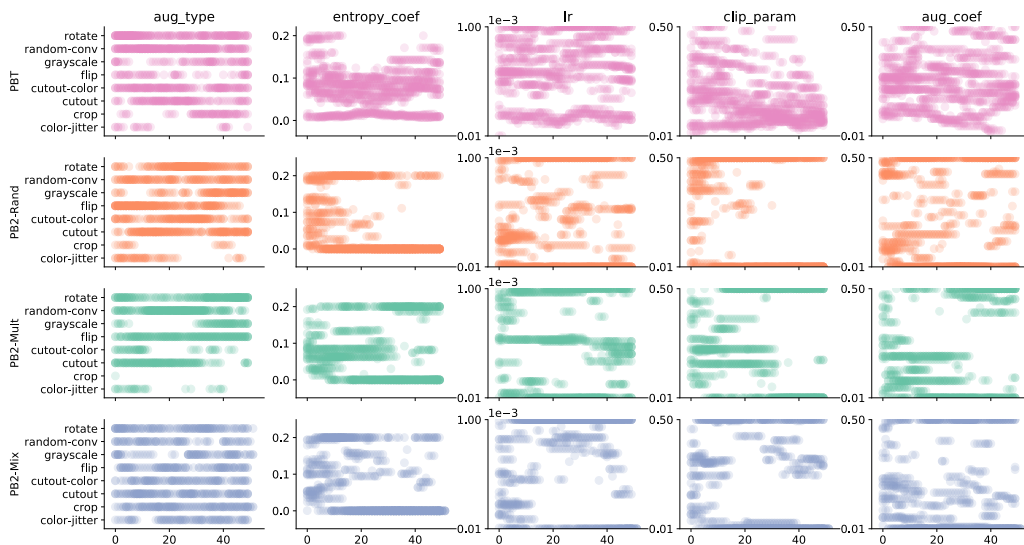 aug_type entropy_coef lr clip_param aug_coef
PBT
rotate
random-conv
grayscale
flip
cutout-color
cutout
crop
color-jitter
0.2
0.1
0.0
1e-3
1.00
0.01
0.50
0.01
0.50
0.01
PB2-Rand
rotate
random-conv
grayscale
flip
cutout-color
cutout
crop
color-jitter
0.2
0.1
0.0
1e-3
1.00
0.01
0.50
0.01
0.50
0.01
PB2-Mult
rotate
random-conv
grayscale
flip
cutout-color
cutout
crop
color-jitter
0.2
0.1
0.0
1e-3
1.00
0.01
0.50
0.01
0.50
0.01
PB2-Mix
rotate
random-conv
grayscale
flip
cutout-color
cutout
crop
color-jitter
0.2
0.1
0.0
1e-3
1.00
0.01
0.50
0.01
0.50
0.01
0 20 40 0 20 40 0 20 40 0 20 40 0 20 40